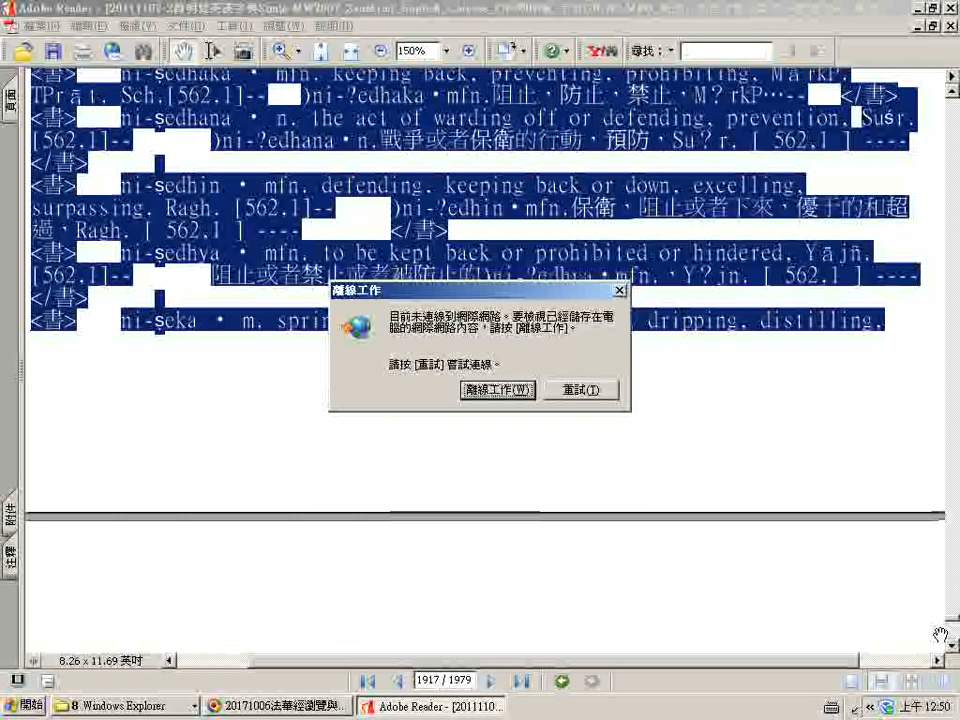 <書> ni-ṣedhaka • mfn. keeping back, preventing, prohibiting. MārkP.
TPrāt. Sch.[562,1]-- )ni-?edhaka•mfn.阻止，防止，禁止，M？rkP…-- </書>
<書> ni-ṣedhana • n. the act of warding off or defending, prevention, Suśr.
[562,1]-- )ni-?edhana•n.戰爭或者保衛的行動，預防，Su？r. [ 562,1 ] ----
</書>
<書> ni-ṣedhin • mfn. defending. keeping back or down. excelling,
surpassing. Ragh. [562,1]-- )ni-?edhin•mfn.保衛，阻止或者下來，優于的和超
過，Ragh. [ 562,1 ] ---- </書>
<書> ni-ṣedhya • mfn. to be kept back or prohibited or hindered, Yājñ.
[562,1]-- 阻止或者禁止或者被防止的)ni-?edhya•mfn.，Y？jn. [ 562,1 ] ----
</書>
<書> ni-ṣeka • m. dripping, distilling,
離線工作
目前未連線到網際網路。要檢視已經儲存在電
腦的網際網路內容，請按 [離線工作]。
請按 [重試] 嘗試連線。
離線工作(W) 重試(T)
150%
尋找：
頁面
附件
注釋
8.26 x 11.69 英吋
1917 / 1979
開始 8 Windows Explorer 20171006法華經瀏覽與... Adobe Reader - [2011110... 上午 12:50